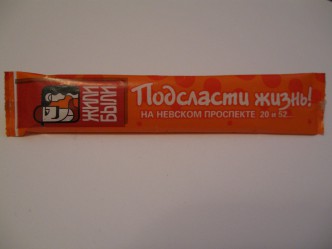 ЖИЛИ
БЫЛИ
Подсласти жизнь!
НА НЕВСКОМ ПРОСПЕКТЕ 20 и 52